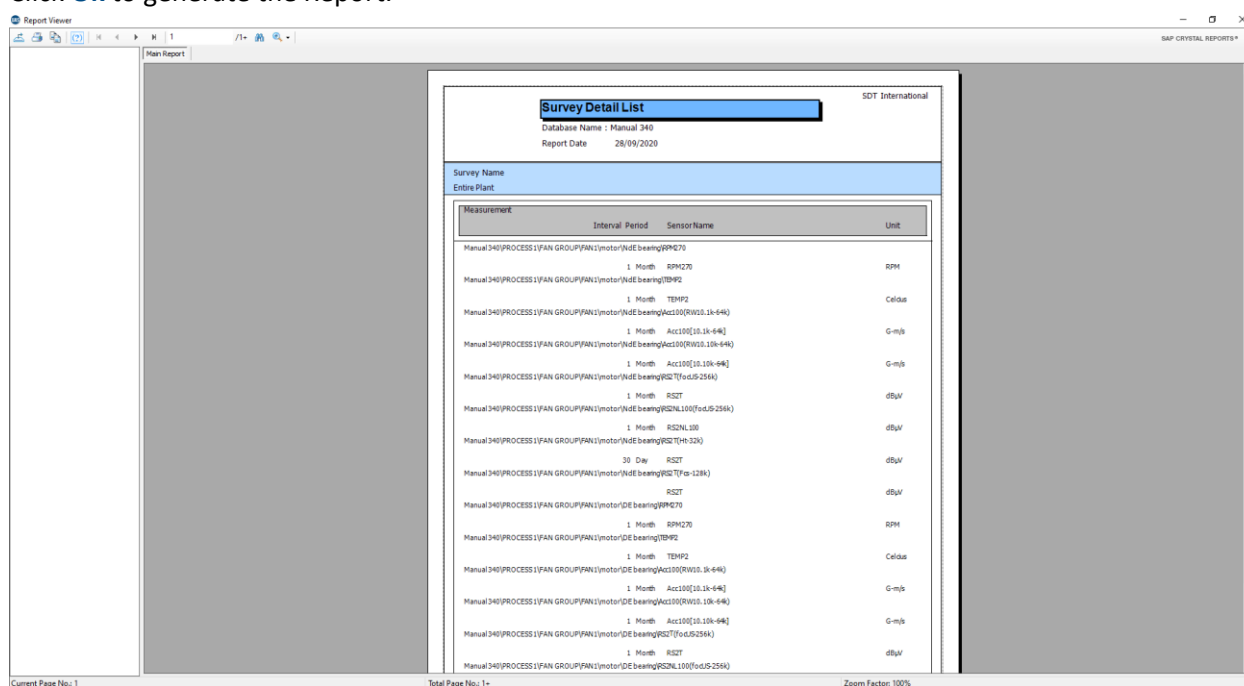 Click Ok to generate the Report.
Report Viewer
1 /1+
SAP CRYSTAL REPORTS®
Main Report
SDT International
Survey Detail List
Database Name : Manual 340
Report Date 28/09/2020
Survey Name
Entire Plant
Measurement
Interval Period SensorName Unit
Manual340\PROCESS1\FAN GROUP\FAN1\motor\NdE bearing\RPM270
1 Month RPM270 RPM
Manual340\PROCESS1\FAN GROUP\FAN1\motor\NdE bearing\TEMP2
1 Month TEMP2 Celcius
Manual340\PROCESS1\FAN GROUP\FAN1\motor\NdE bearing\Acc100(RW10.1k-64k)
1 Month Acc100[10.1k-64k] G-m/s
Manual340\PROCESS1\FAN GROUP\FAN1\motor\NdE bearing\Acc100(RW10.10k-64k)
1 Month Acc100[10.10k-64k] G-m/s
Manual340\PROCESS1\FAN GROUP\FAN1\motor\NdE bearing\RS2T(focUS-256k)
1 Month RS2T dBµV
Manual340\PROCESS1\FAN GROUP\FAN1\motor\NdE bearing\RS2NL100(focUS-256k)
1 Month RS2NL100 dBµV
Manual340\PROCESS1\FAN GROUP\FAN1\motor\NdE bearing\RS2T(Ht-32k)
30 Day RS2T dBµV
Manual340\PROCESS1\FAN GROUP\FAN1\motor\NdE bearing\RS2T(Fcs-128k)
RS2T dBµV
Manual340\PROCESS1\FAN GROUP\FAN1\motor\DE bearing\RPM270
1 Month RPM270 RPM
Manual340\PROCESS1\FAN GROUP\FAN1\motor\DE bearing\TEMP2
1 Month TEMP2 Celcius
Manual340\PROCESS1\FAN GROUP\FAN1\motor\DE bearing\Acc100(RW10.1k-64k)
1 Month Acc100[10.1k-64k] G-m/s
Manual340\PROCESS1\FAN GROUP\FAN1\motor\DE bearing\Acc100(RW10.10k-64k)
1 Month Acc100[10.10k-64k] G-m/s
Manual340\PROCESS1\FAN GROUP\FAN1\motor\DE bearing\RS2T(focUS-256k)
1 Month RS2T dBµV
Manual340\PROCESS1\FAN GROUP\FAN1\motor\DE bearing\RS2NL100(focUS-256k)
Current Page No.: 1 Total Page No.: 1+ Zoom Factor: 100%